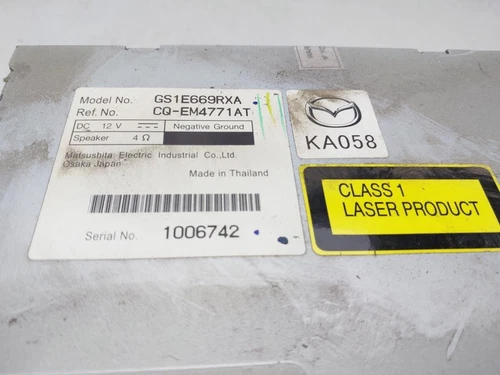 Model No. GS1E669RXA
Ref. No. CQ-EM4771AT
DC 12 V Negative Ground
Speaker 4 Ω
Matsushita Electric Industrial Co.,Ltd.
Osaka Japan
Made in Thailand
Serial No. 1006742
KA058
CLASS 1
LASER PRODUCT